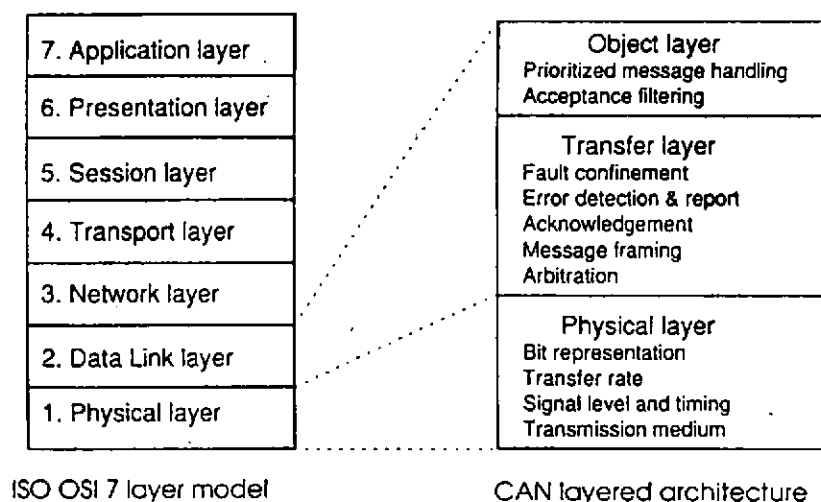 7. Application layer
6. Presentation layer
5. Session layer
4. Transport layer
3. Network layer
2. Data Link layer
1. Physical layer
ISO OSI 7 layer model
Object layer
Prioritized message handling
Acceptance filtering
Transfer layer
Fault confinement
Error detection & report
Acknowledgement
Message framing
Arbitration
Physical layer
Bit representation
Transfer rate
Signal level and timing
Transmission medium
CAN layered architecture